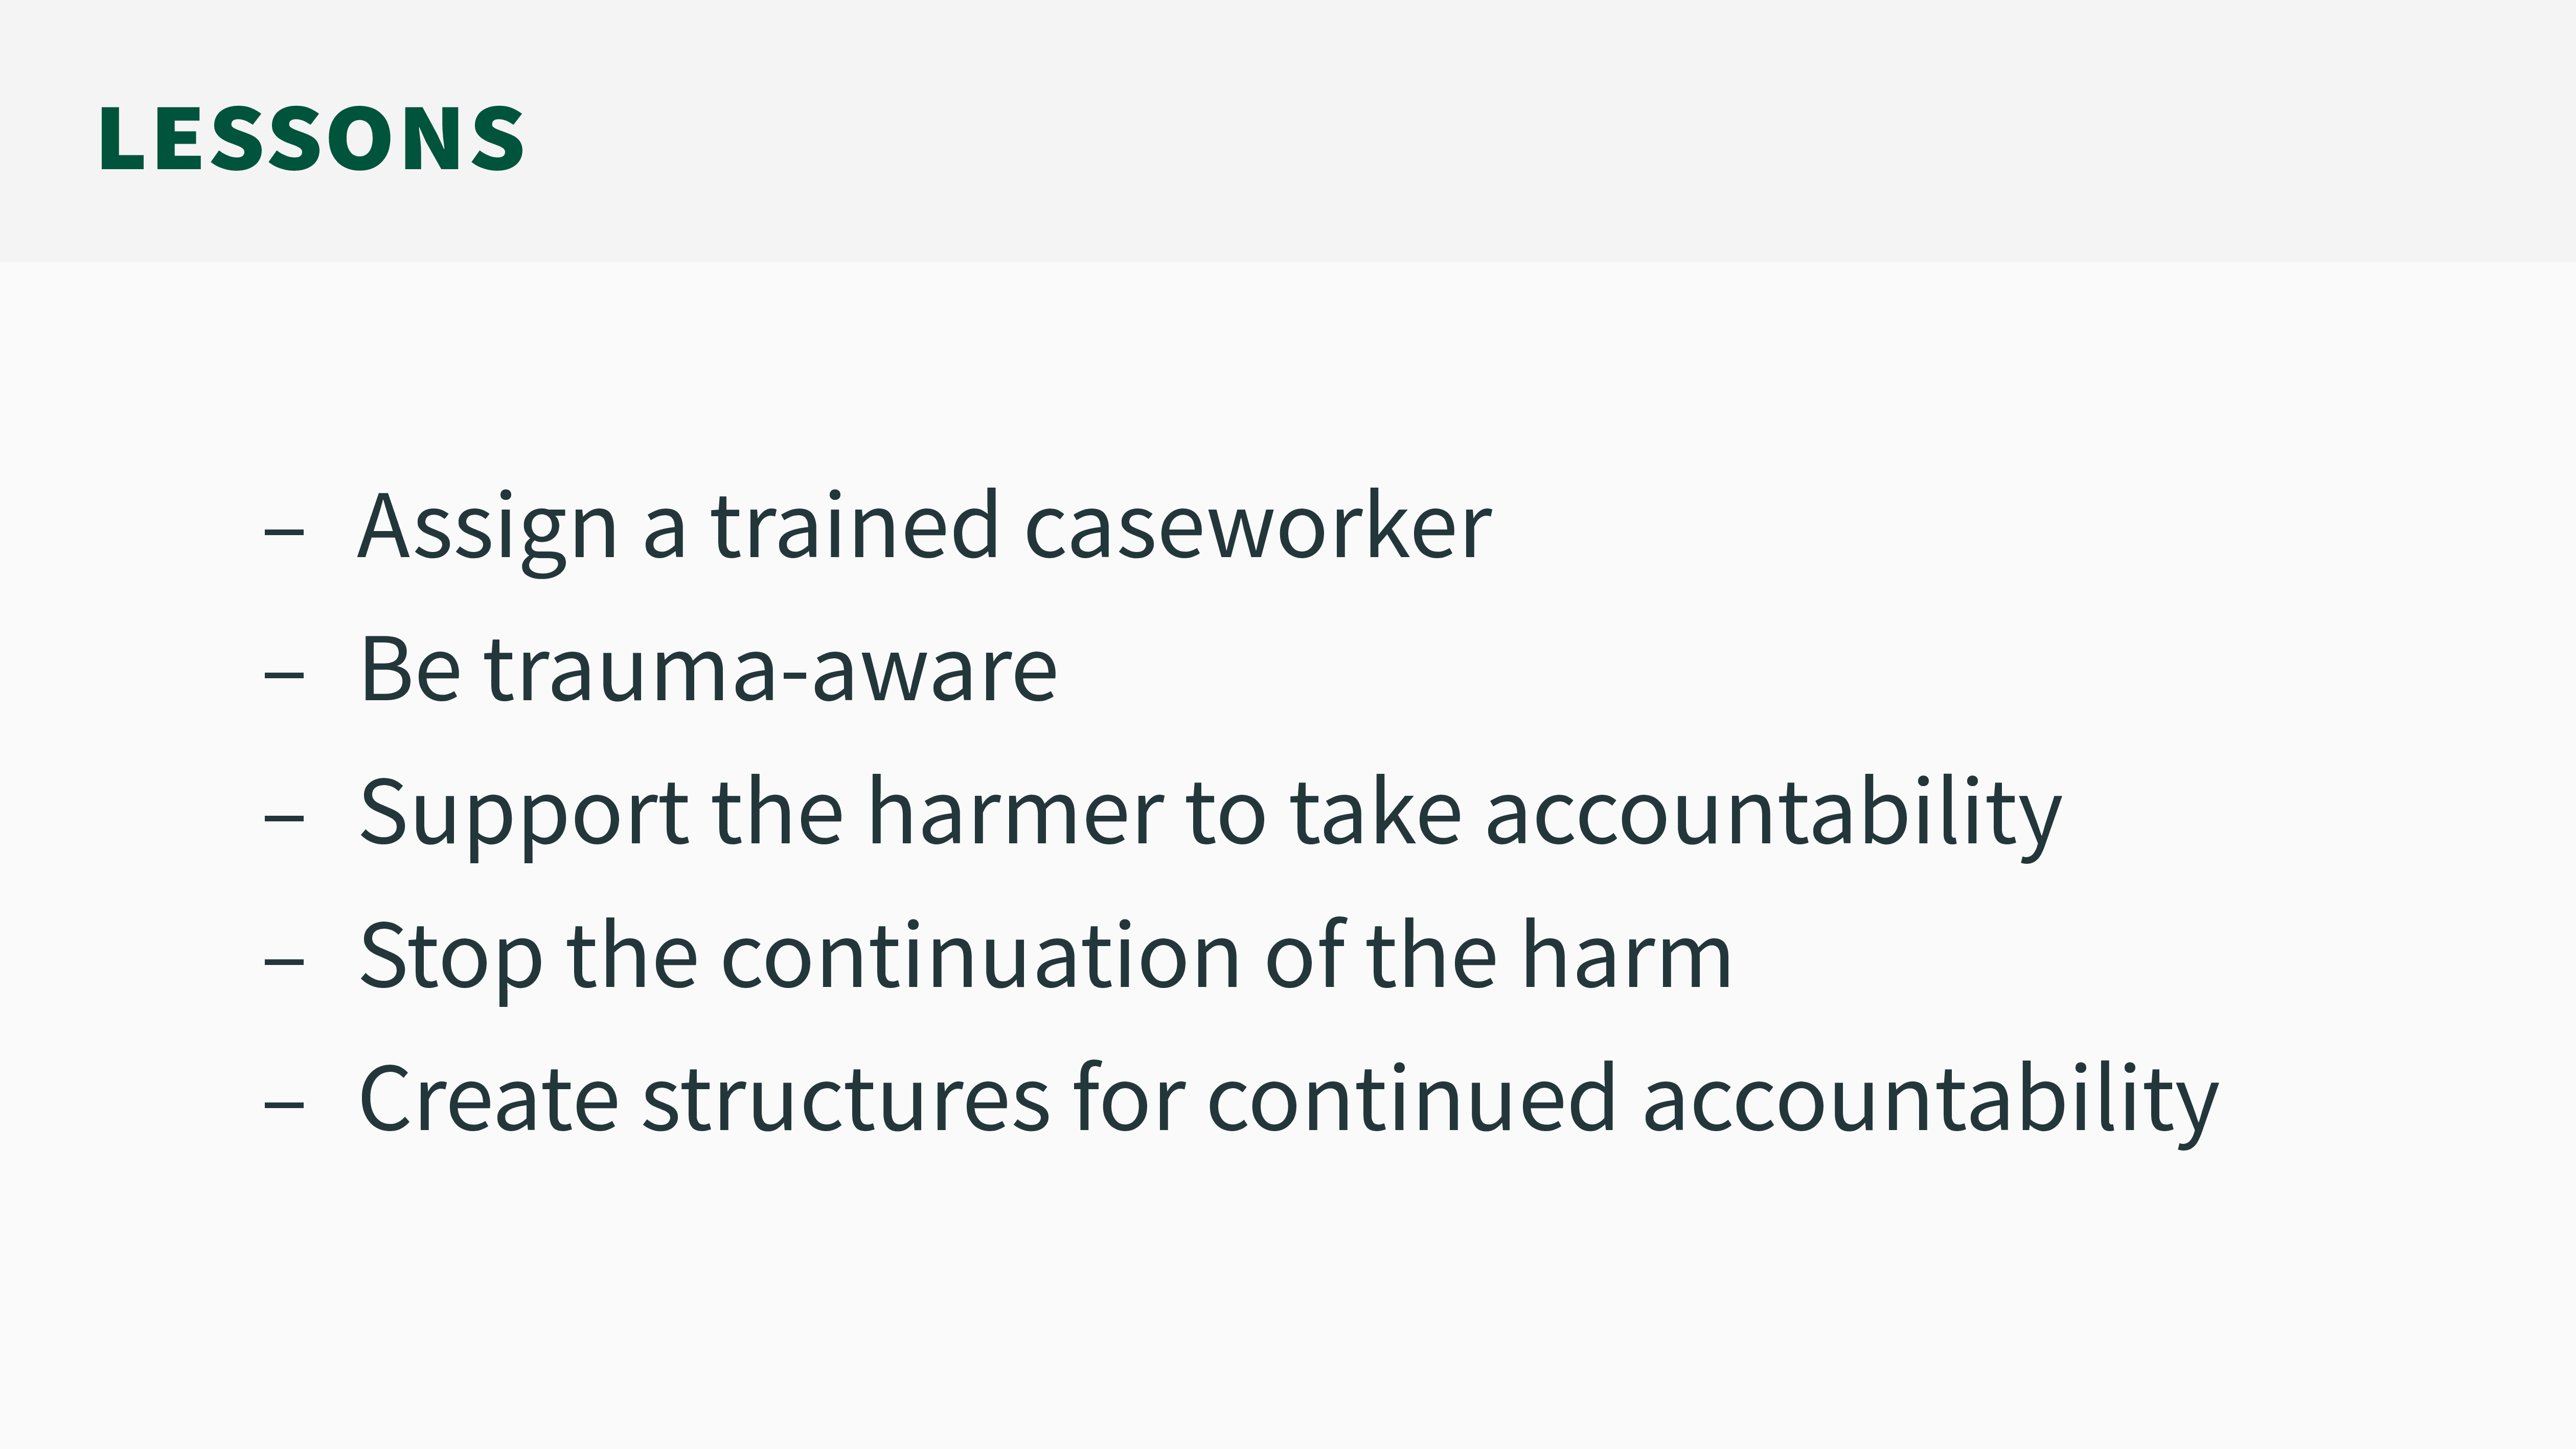 LESSONS
– Assign a trained caseworker
– Be trauma-aware
– Support the harmer to take accountability
– Stop the continuation of the harm
– Create structures for continued accountability